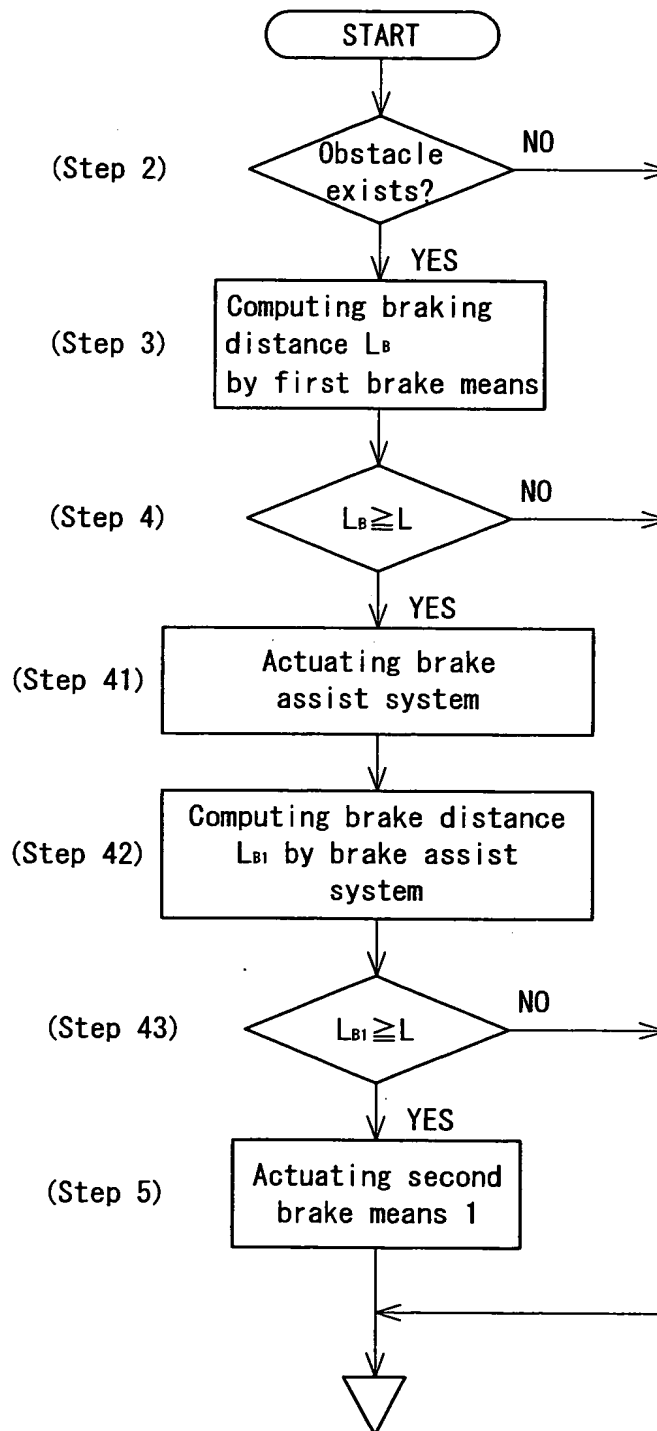 START
(Step 2)
Obstacle
exists?
NO
YES
(Step 3)
Computing braking
distance LB
by first brake means
(Step 4)
LB≧L
NO
YES
(Step 41)
Actuating brake
assist system
(Step 42)
Computing brake distance
LB1 by brake assist
system
(Step 43)
LB1≧L
NO
YES
(Step 5)
Actuating second
brake means 1